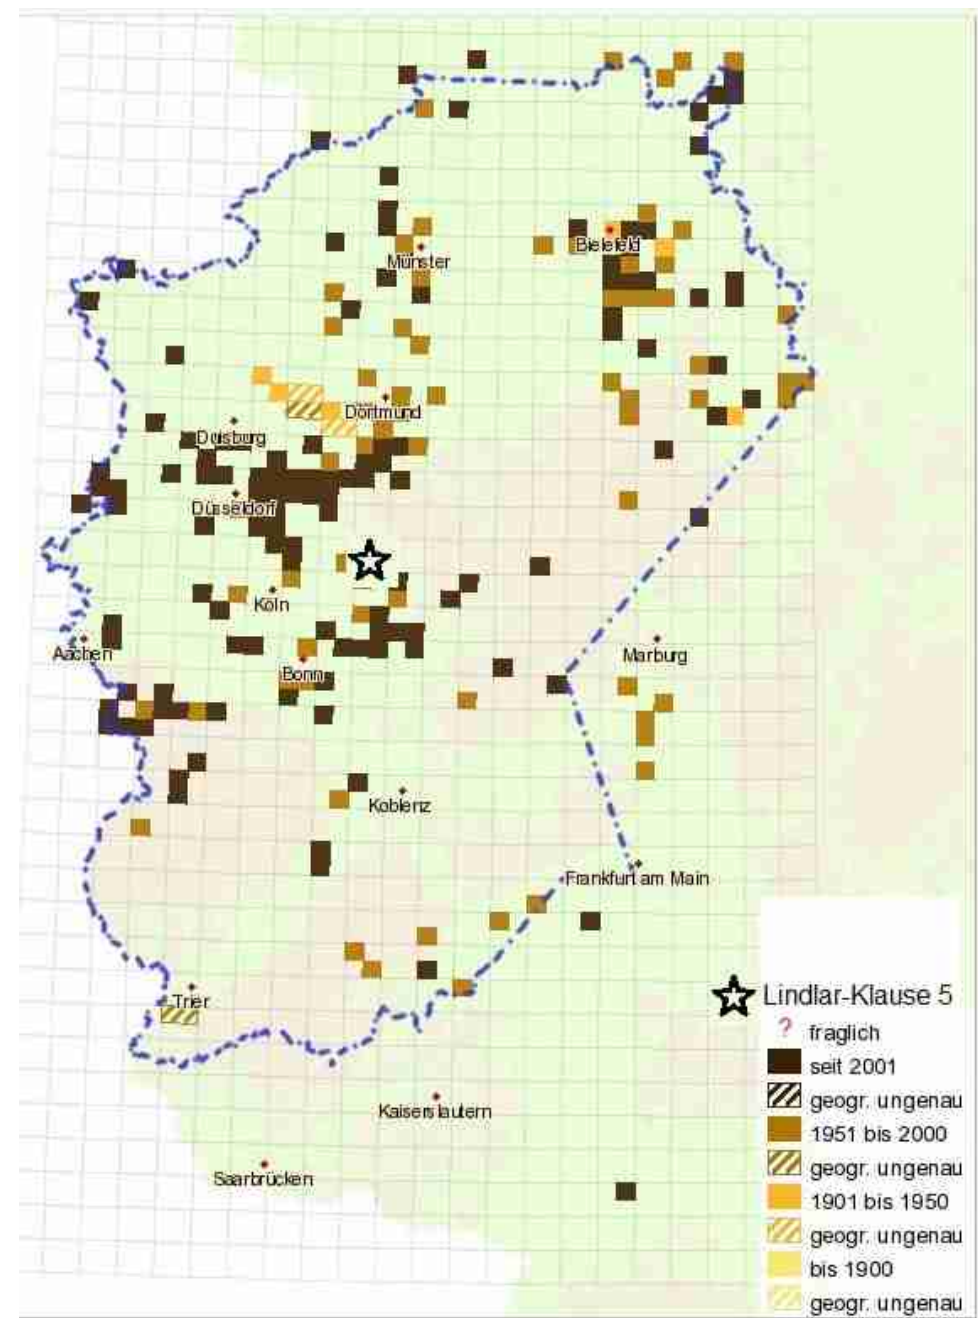 Bielefeld
Münster
Dortmund
Duisburg
Düsseldorf
Köln
Aachen
Marburg
Bonn
Koblenz
Frankfurt am Main
Trier
Kaiserslautern
Saarbrücken
Lindlar-Klause 5
? fraglich
seit 2001
geogr. ungenau
1951 bis 2000
geogr. ungenau
1901 bis 1950
geogr. ungenau
bis 1900
geogr. ungenau